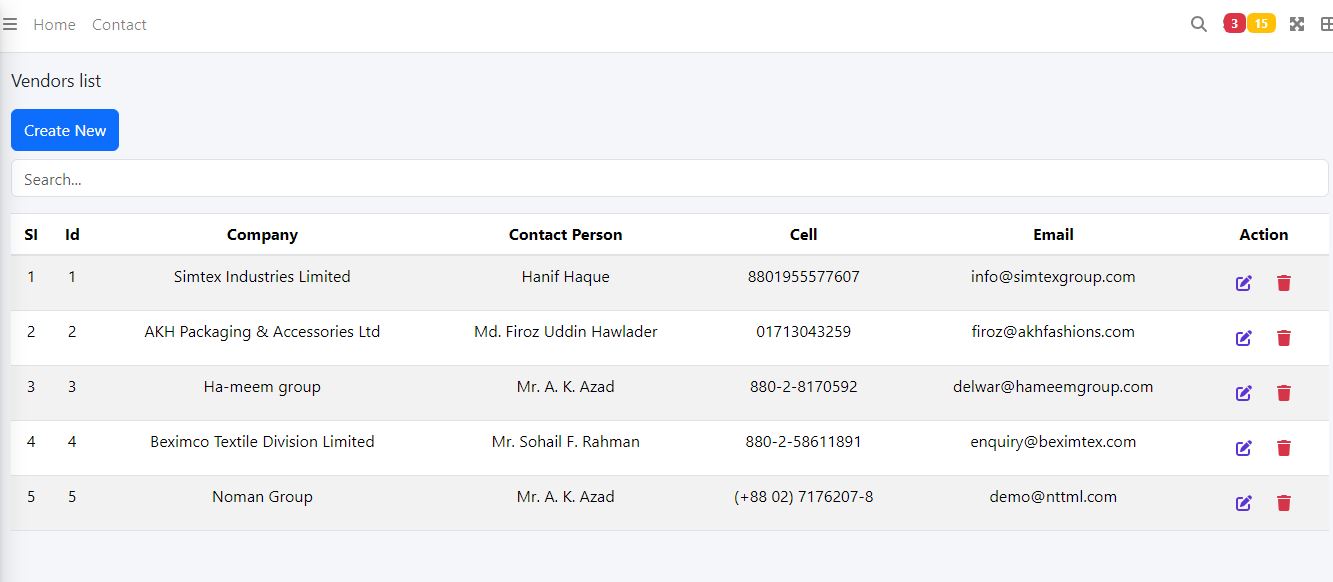 Home Contact 3 15
Vendors list
Create New
Search...
Sl Id Company Contact Person Cell Email Action
1 1 Simtex Industries Limited Hanif Haque 8801955577607 info@simtexgroup.com
2 2 AKH Packaging & Accessories Ltd Md. Firoz Uddin Hawlader 01713043259 firoz@akhfashions.com
3 3 Ha-meem group Mr. A. K. Azad 880-2-8170592 delwar@hameemgroup.com
4 4 Beximco Textile Division Limited Mr. Sohail F. Rahman 880-2-58611891 enquiry@beximtex.com
5 5 Noman Group Mr. A. K. Azad (+88 02) 7176207-8 demo@nttml.com